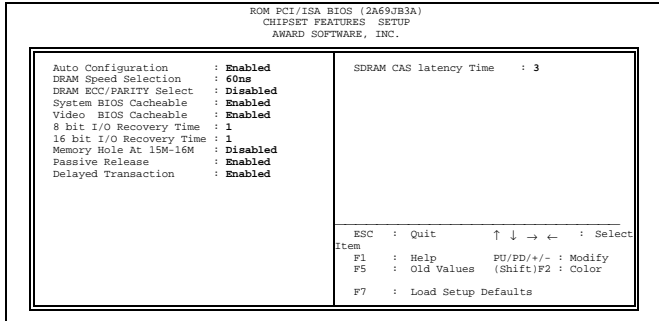 ROM PCI/ISA BIOS (2A69JB3A)
CHIPSET FEATURES SETUP
AWARD SOFTWARE, INC.
Auto Configuration : Enabled
DRAM Speed Selection : 60ns
DRAM ECC/PARITY Select : Disabled
System BIOS Cacheable : Enabled
Video BIOS Cacheable : Enabled
8 bit I/O Recovery Time : 1
16 bit I/O Recovery Time : 1
Memory Hole At 15M-16M : Disabled
Passive Release : Enabled
Delayed Transaction : Enabled
SDRAM CAS latency Time : 3
ESC : Quit ↑ ↓ → ← : Select
Item
F1 : Help PU/PD/+/- : Modify
F5 : Old Values (Shift)F2 : Color
F7 : Load Setup Defaults